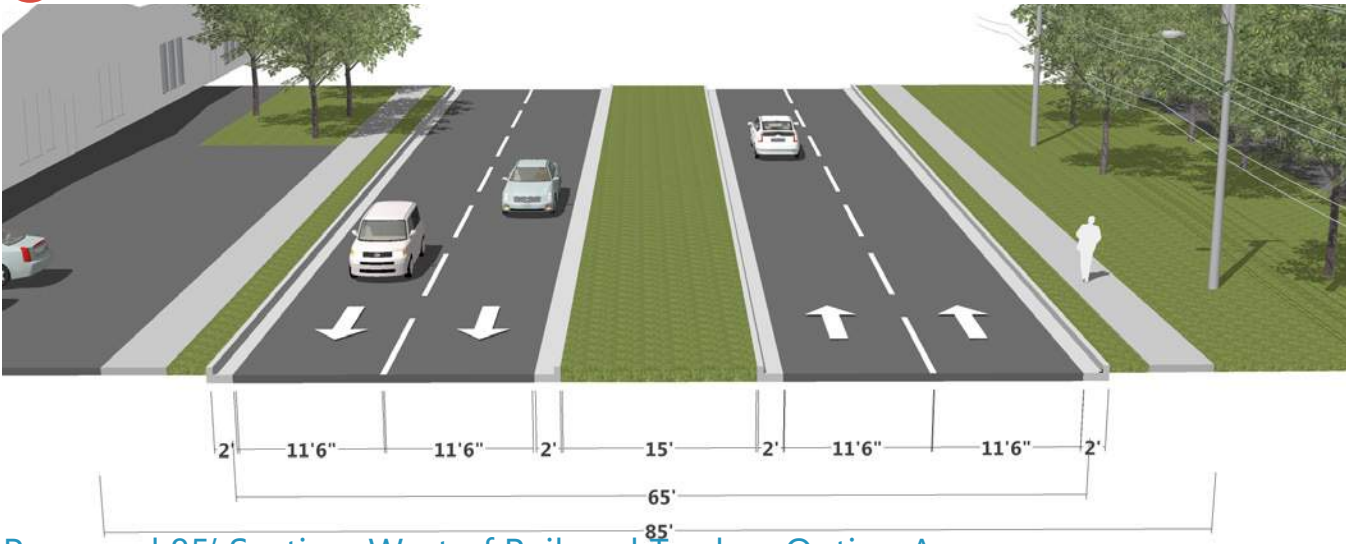 2' 11'6" 11'6" 2' 15' 2' 11'6" 11'6" 2'
65'
85'
Proposed 85' Section West of Railroad Tracks Option A